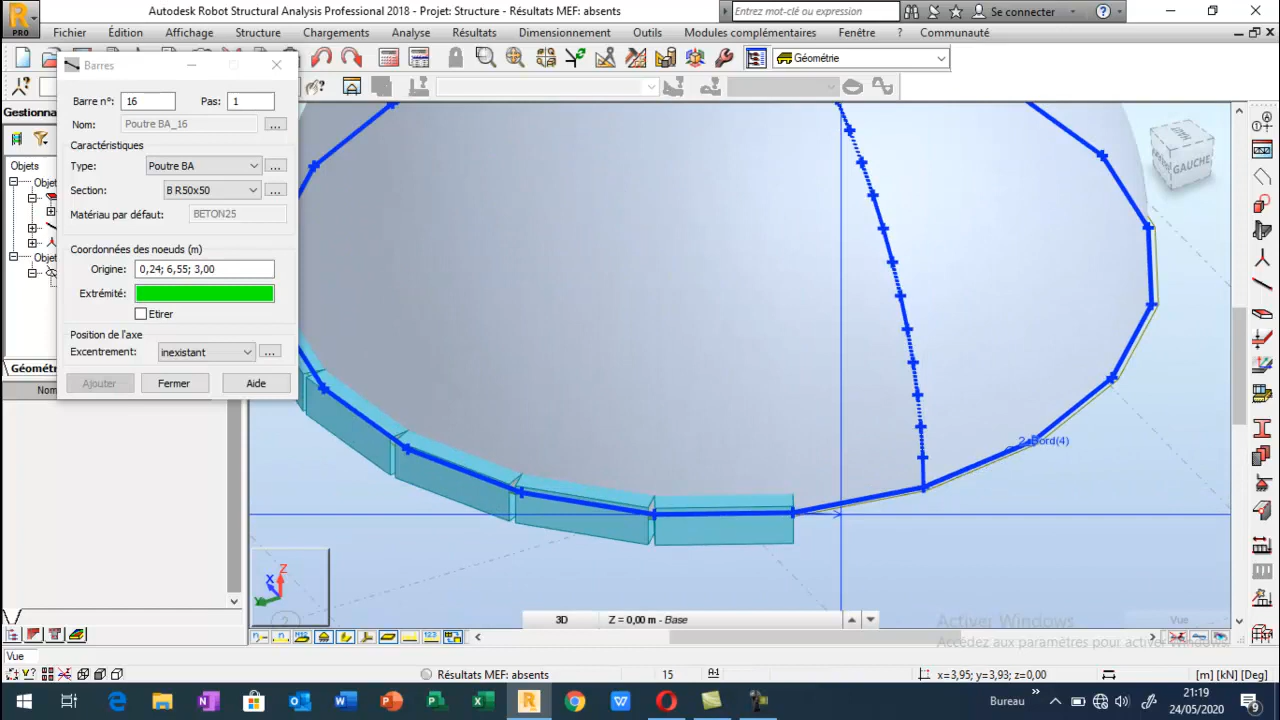 PRO
Autodesk Robot Structural Analysis Professional 2018 - Projet: Structure - Résultats MEF: absents
Entrez mot-clé ou expression
Se connecter
Fichier Édition Affichage Structure Chargements Analyse Résultats Dimensionnement Outils Modules complémentaires Fenêtre ? Communauté
Géométrie
Gestionna
Objets
Objet
Obje
Géométr
Nom
Barres
Barre n°: 16 Pas: 1
Nom: Poutre BA_16 ...
Caractéristiques
Type: Poutre BA ...
Section: B R50x50 ...
Matériau par défaut: BETON25
Coordonnées des noeuds (m)
Origine: 0,24; 6,55; 3,00
Extrémité:
Etirer
Position de l'axe
Excentrement: inexistant ...
Ajouter Fermer Aide
GAUCHE
2_Bord(4)
Z
X
Y
3D Z = 0,00 m - Base
Vue
Activer Windows
Accédez aux paramètres pour activer Windows.
Vue
Résultats MEF: absents 15 x=3,95; y=3,93; z=0,00 [m] [kN] [Deg]
Bureau
21:19
24/05/2020
9